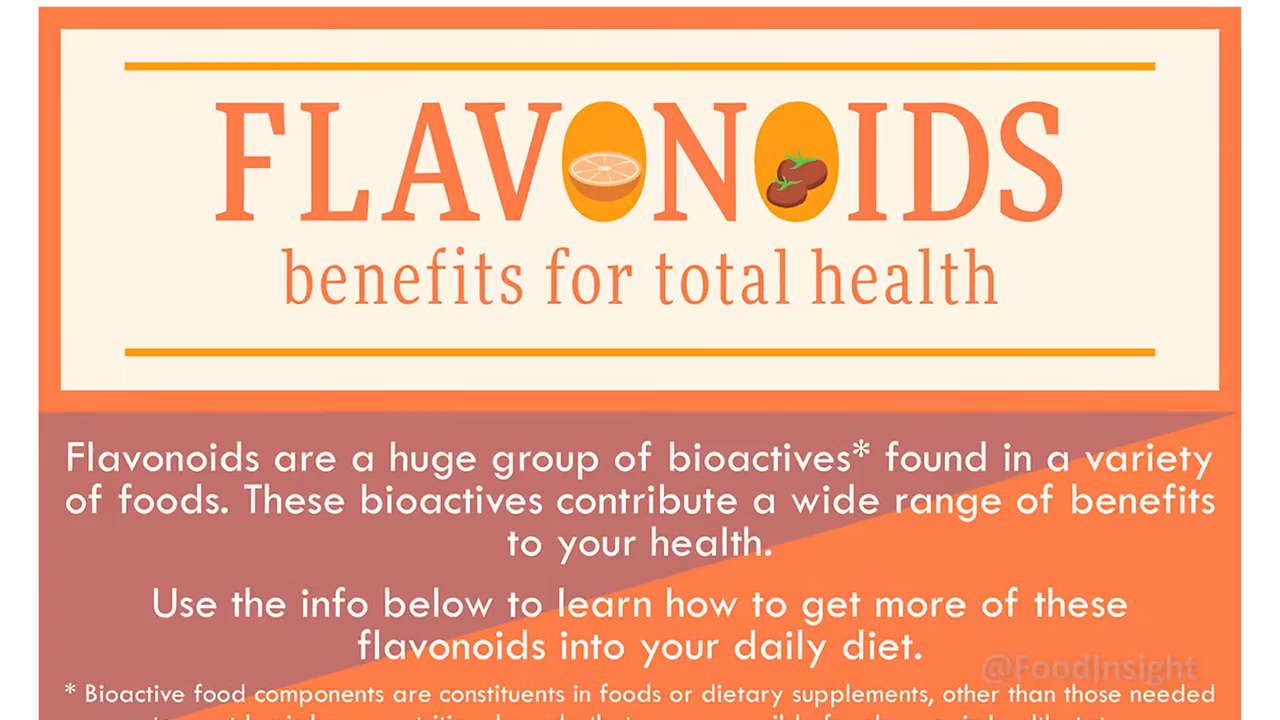 FLAVONOIDS
benefits for total health
Flavonoids are a huge group of bioactives* found in a variety
of foods. These bioactives contribute a wide range of benefits
to your health.
Use the info below to learn how to get more of these
flavonoids into your daily diet.
@FoodInsight
* Bioactive food components are constituents in foods or dietary supplements, other than those needed